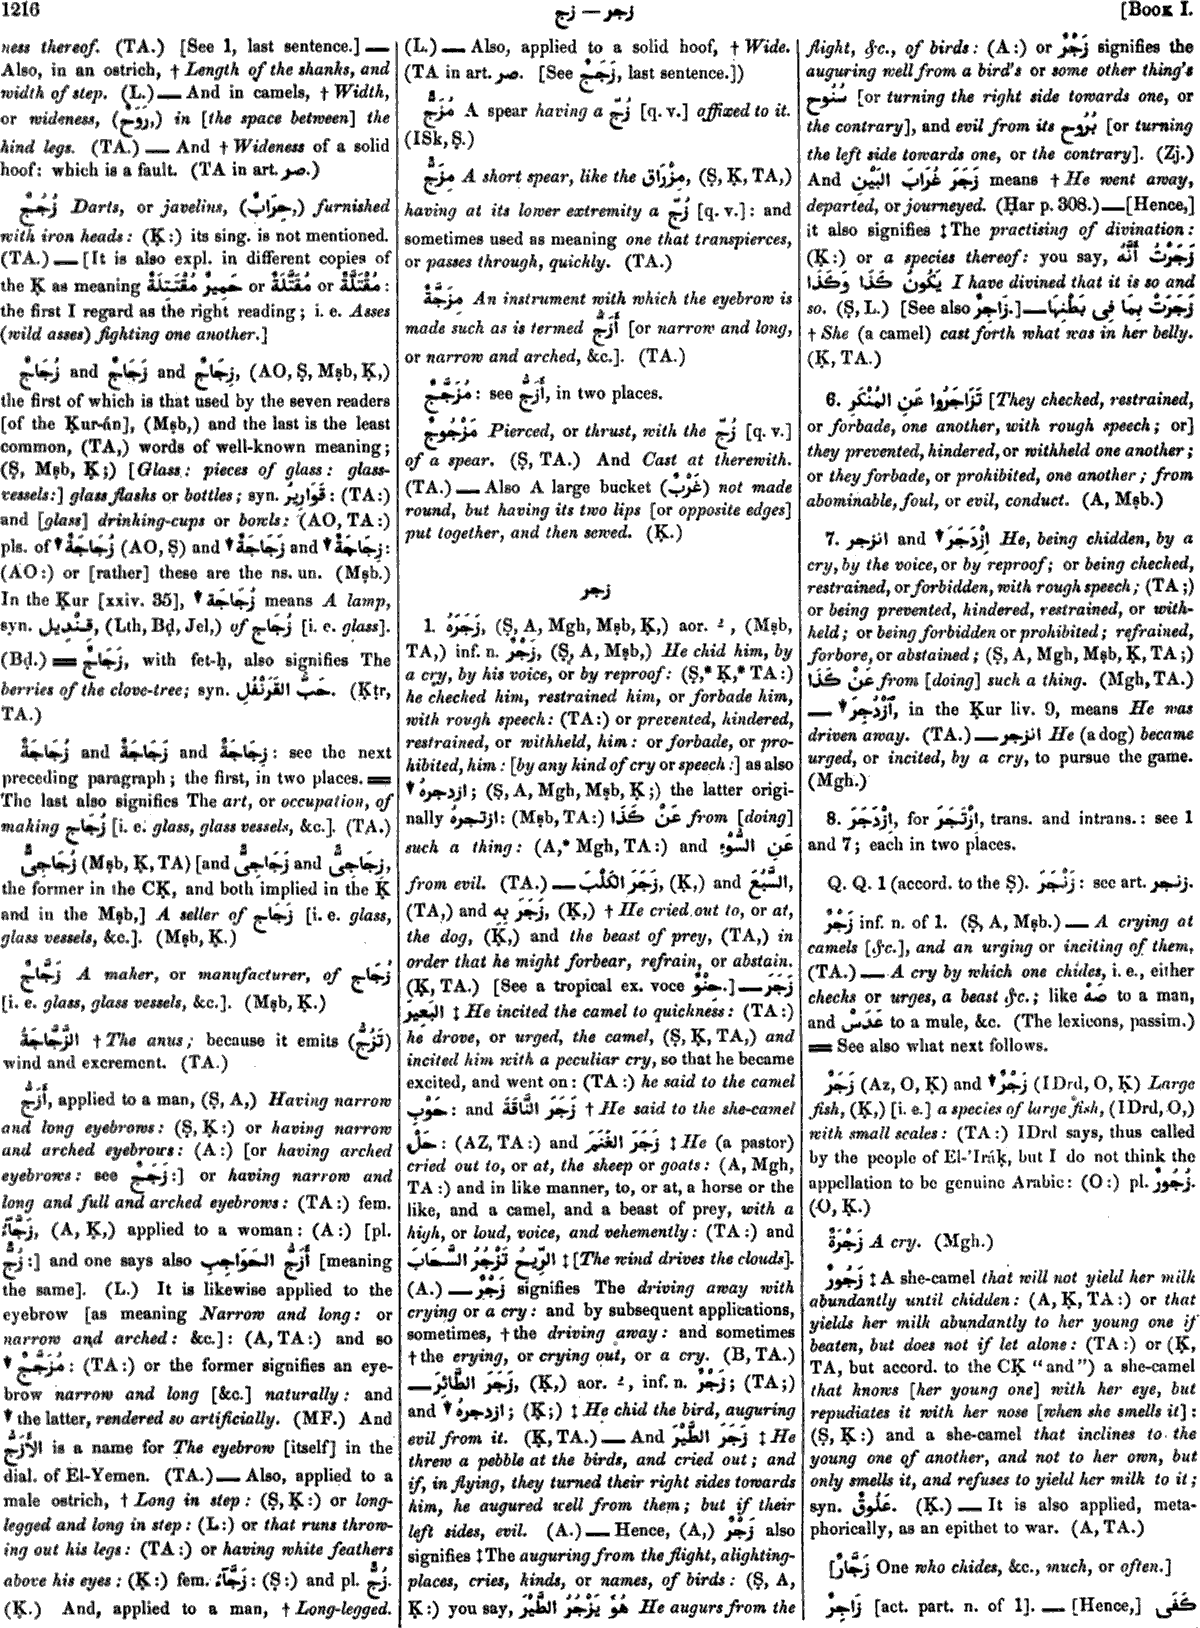 1216
زجر — زج
[BOOK I.
ness thereof. (TA.) [See 1, last sentence.] —
Also, in an ostrich, † Length of the shanks, and
width of step. (L.) — And in camels, † Width,
or wideness, (رَوَحٌ,) in [the space between] the
hind legs. (TA.) — And † Wideness of a solid
hoof: which is a fault. (TA in art. صر.)
زُجُجٌ Darts, or javelins, (حِرَابٌ,) furnished
with iron heads: (Ḳ:) its sing. is not mentioned.
(TA.) — [It is also expl. in different copies of
the Ḳ as meaning حَمِيرٌ مُقْتَتِلَةٌ or مُقْتَلَةٌ or مُقَتَّلَةٌ:
the first I regard as the right reading; i. e. Asses
(wild asses) fighting one another.]
زُجَاجٌ and زَجَاجٌ and زِجَاجٌ, (AO, Ṣ, Mṣb, Ḳ,)
the first of which is that used by the seven readers
[of the Ḳur-án], (Mṣb,) and the last is the least
common, (TA,) words of well-known meaning;
(Ṣ, Mṣb, Ḳ;) [Glass: pieces of glass: glass-
vessels:] glass flasks or bottles; syn. قَوَارِيرُ: (TA:)
and [glass] drinking-cups or bowls: (AO, TA:)
pls. of ▼ زُجَاجَةٌ (AO, Ṣ) and ▼ زَجَاجَةٌ and ▼ زِجَاجَةٌ:
(AO:) or [rather] these are the ns. un. (Mṣb.)
In the Ḳur [xxiv. 35], ▼ زُجَاجة means A lamp,
syn. قِنْدِيل, (Lth, Bḍ, Jel,) of زُجَاج [i. e. glass].
(Bḍ.) = زَجَاجٌ, with fet-ḥ, also signifies The
berries of the clove-tree; syn. حَبُّ القَرَنْفُلِ. (Ḳṭr,
TA.)
زُجَاجَةٌ and زَجَاجَةٌ and زِجَاجَةٌ: see the next
preceding paragraph; the first, in two places. =
The last also signifies The art, or occupation, of
making زُجَاج [i. e. glass, glass vessels, &c.]. (TA.)
زُجَاجِىٌّ (Mṣb, Ḳ, TA) [and زَجَاجِىٌّ and زِجَاجِىٌّ,
the former in the CḲ, and both implied in the Ḳ
and in the Mṣb,] A seller of زُجَاج [i. e. glass,
glass vessels, &c.]. (Mṣb, Ḳ.)
زَجَّاجٌ A maker, or manufacturer, of زُجَاج
[i. e. glass, glass vessels, &c.]. (Mṣb, Ḳ.)
الزَّجَّاجَةُ † The anus; because it emits (تَزُجُّ)
wind and excrement. (TA.)
أَزَجُّ, applied to a man, (Ṣ, A,) Having narrow
and long eyebrows: (Ṣ, Ḳ:) or having narrow
and arched eyebrows: (A:) [or having arched
eyebrows: see زَجَجٌ:] or having narrow and
long and full and arched eyebrows: (TA:) fem.
زَجَّآءُ, (A, Ḳ,) applied to a woman: (A:) [pl.
زُجٌّ:] and one says also أَزَجُّ الحَوَاجِبِ [meaning
the same]. (L.) It is likewise applied to the
eyebrow [as meaning Narrow and long: or
narrow and arched: &c.]: (A, TA:) and so
▼ مُزَجَّجٌ: (TA:) or the former signifies an eye-
brow narrow and long [&c.] naturally: and
▼ the latter, rendered so artificially. (MF.) And
الأَزَجُّ is a name for The eyebrow [itself] in the
dial. of El-Yemen. (TA.) — Also, applied to a
male ostrich, † Long in step: (Ṣ, Ḳ:) or long-
legged and long in step: (L:) or that runs throw-
ing out his legs: (TA:) or having white feathers
above his eyes: (Ḳ:) fem. زَجَّآءُ: (Ṣ:) and pl. زُجٌّ.
(Ḳ.) And, applied to a man, † Long-legged.
(L.) — Also, applied to a solid hoof, † Wide.
(TA in art. صر. [See زَجَجٌ, last sentence.])
مُزَجٌّ A spear having a زُجّ [q. v.] affixed to it.
(ISk, Ṣ.)
مِزَجٌّ A short spear, like the مِزْرَاق, (Ṣ, Ḳ, TA,)
having at its lower extremity a زُجّ [q. v.]: and
sometimes used as meaning one that transpierces,
or passes through, quickly. (TA.)
مِزَجَّةٌ An instrument with which the eyebrow is
made such as is termed أَزَجُّ [or narrow and long,
or narrow and arched, &c.]. (TA.)
مُزَجَّجٌ: see أَزَجُّ, in two places.
مَزْجُوجٌ Pierced, or thrust, with the زُجّ [q. v.]
of a spear. (Ṣ, TA.) And Cast at therewith.
(TA.) — Also A large bucket (غَرْبٌ) not made
round, but having its two lips [or opposite edges]
put together, and then sewed. (Ḳ.)
زجر
1. زَجَرَهُ, (Ṣ, A, Mgh, Mṣb, Ḳ,) aor. ـُ , (Mṣb,
TA,) inf. n. زَجْرٌ, (Ṣ, A, Mṣb,) He chid him, by
a cry, by his voice, or by reproof: (Ṣ,* Ḳ,* TA:)
he checked him, restrained him, or forbade him,
with rough speech: (TA:) or prevented, hindered,
restrained, or withheld, him: or forbade, or pro-
hibited, him: [by any kind of cry or speech:] as also
▼ ازدجرهُ; (Ṣ, A, Mgh, Mṣb, Ḳ;) the latter origi-
nally ازتجرهُ: (Mṣb, TA:) عَنْ كَذَا from [doing]
such a thing: (A,* Mgh, TA:) and عَنِ السُّوْءِ
from evil. (TA.) — زَجَرَ الكَلْبَ, (Ḳ,) and السَّبُعَ,
(TA,) and زَجَرَ بِهِ, (Ḳ,) † He cried out to, or at,
the dog, (Ḳ,) and the beast of prey, (TA,) in
order that he might forbear, refrain, or abstain.
(Ḳ, TA.) [See a tropical ex. voce حِنْوٌ.] — زَجَرَ
البَعِيرَ ‡ He incited the camel to quickness: (TA:)
he drove, or urged, the camel, (Ṣ, Ḳ, TA,) and
incited him with a peculiar cry, so that he became
excited, and went on: (TA:) he said to the camel
حَوْبِ: and زَجَرَ النَّاقَةَ † He said to the she-camel
حَلْ: (AZ, TA:) and زَجَرَ الغَنَمَ ‡ He (a pastor)
cried out to, or at, the sheep or goats: (A, Mgh,
TA:) and in like manner, to, or at, a horse or the
like, and a camel, and a beast of prey, with a
high, or loud, voice, and vehemently: (TA:) and
الرِّيحُ تَزْجُرُ السَّحَابَ ‡ [The wind drives the clouds].
(A.) — زَجْرٌ signifies The driving away with
crying or a cry: and by subsequent applications,
sometimes, † the driving away: and sometimes
† the crying, or crying out, or a cry. (B, TA.)
— زَجَرَ الطَّائِرَ, (Ḳ,) aor. ـُ , inf. n. زَجْرٌ; (TA;)
and ▼ ازدجرهُ; (Ḳ;) ‡ He chid the bird, auguring
evil from it. (Ḳ, TA.) — And زَجَرَ الطَّيْرَ ‡ He
threw a pebble at the birds, and cried out; and
if, in flying, they turned their right sides towards
him, he augured well from them; but if their
left sides, evil. (A.) — Hence, (A,) زَجْرٌ also
signifies ‡ The auguring from the flight, alighting-
places, cries, kinds, or names, of birds: (Ṣ, A,
Ḳ:) you say, هُوَ يَزْجُرُ الطَّيْرَ He augurs from the
flight, &c., of birds: (A:) or زَجْرٌ signifies the
auguring well from a bird's or some other thing's
سُنُوح [or turning the right side towards one, or
the contrary], and evil from its بُرُوح [or turning
the left side towards one, or the contrary]. (Zj.)
And زَجَرَ غُرَابَ البَيْنِ means † He went away,
departed, or journeyed. (Ḥar p. 308.) — [Hence,]
it also signifies ‡ The practising of divination:
(Ḳ:) or a species thereof: you say, زَجَرْتُ أَنَّهُ
يَكُونُ كَذَا وَكَذَا I have divined that it is so and
so. (Ṣ, L.) [See also زَاجِرٌ.] — زَجَرَتْ بِمَا فِى بَطْنِهَا
† She (a camel) cast forth what was in her belly.
(Ḳ, TA.)
6. تَزَاجَرُوا عَنِ المُنْكَرِ [They checked, restrained,
or forbade, one another, with rough speech; or]
they prevented, hindered, or withheld one another;
or they forbade, or prohibited, one another; from
abominable, foul, or evil, conduct. (A, Mṣb.)
7. انزجر and ▼ اِزْدَجَرَ He, being chidden, by a
cry, by the voice, or by reproof; or being checked,
restrained, or forbidden, with rough speech; (TA;)
or being prevented, hindered, restrained, or with-
held; or being forbidden or prohibited; refrained,
forbore, or abstained; (Ṣ, A, Mgh, Mṣb, Ḳ, TA;)
عَنْ كَذَا from [doing] such a thing. (Mgh, TA.)
— ▼ اُزْدُجِرَ, in the Ḳur liv. 9, means He was
driven away. (TA.) — انزجر He (a dog) became
urged, or incited, by a cry, to pursue the game.
(Mgh.)
8. اِزْدَجَرَ, for اِزْتَجَرَ, trans. and intrans.: see 1
and 7; each in two places.
Q. Q. 1 (accord. to the Ṣ). زَنْجَرَ: see art. زنجر.
زَجْرٌ inf. n. of 1. (Ṣ, A, Mṣb.) — A crying at
camels [&c.], and an urging or inciting of them,
(TA.) — A cry by which one chides, i. e., either
checks or urges, a beast &c.; like صَهْ to a man,
and عَدَسْ to a mule, &c. (The lexicons, passim.)
= See also what next follows.
زَجَرٌ (Az, O, Ḳ) and ▼ زَجْرٌ (IDrd, O, Ḳ) Large
fish, (Ḳ,) [i. e.] a species of large fish, (IDrd, O,)
with small scales: (TA:) IDrd says, thus called
by the people of El-'Iráḳ, but I do not think the
appellation to be genuine Arabic: (O:) pl. زُجُورٌ.
(O, Ḳ.)
زَجْرَةٌ A cry. (Mgh.)
زَجُورٌ ‡ A she-camel that will not yield her milk
abundantly until chidden: (A, Ḳ, TA:) or that
yields her milk abundantly to her young one if
beaten, but does not if let alone: (TA:) or (Ḳ,
TA, but accord. to the CḲ "and") a she-camel
that knows [her young one] with her eye, but
repudiates it with her nose [when she smells it]:
(Ṣ, Ḳ:) and a she-camel that inclines to the
young one of another, and not to her own, but
only smells it, and refuses to yield her milk to it;
syn. عَلُوقٌ. (Ḳ.) — It is also applied, meta-
phorically, as an epithet to war. (A, TA.)
[زَجَّارٌ One who chides, &c., much, or often.]
زَاجِرٌ [act. part. n. of 1]. — [Hence,] كَفَى